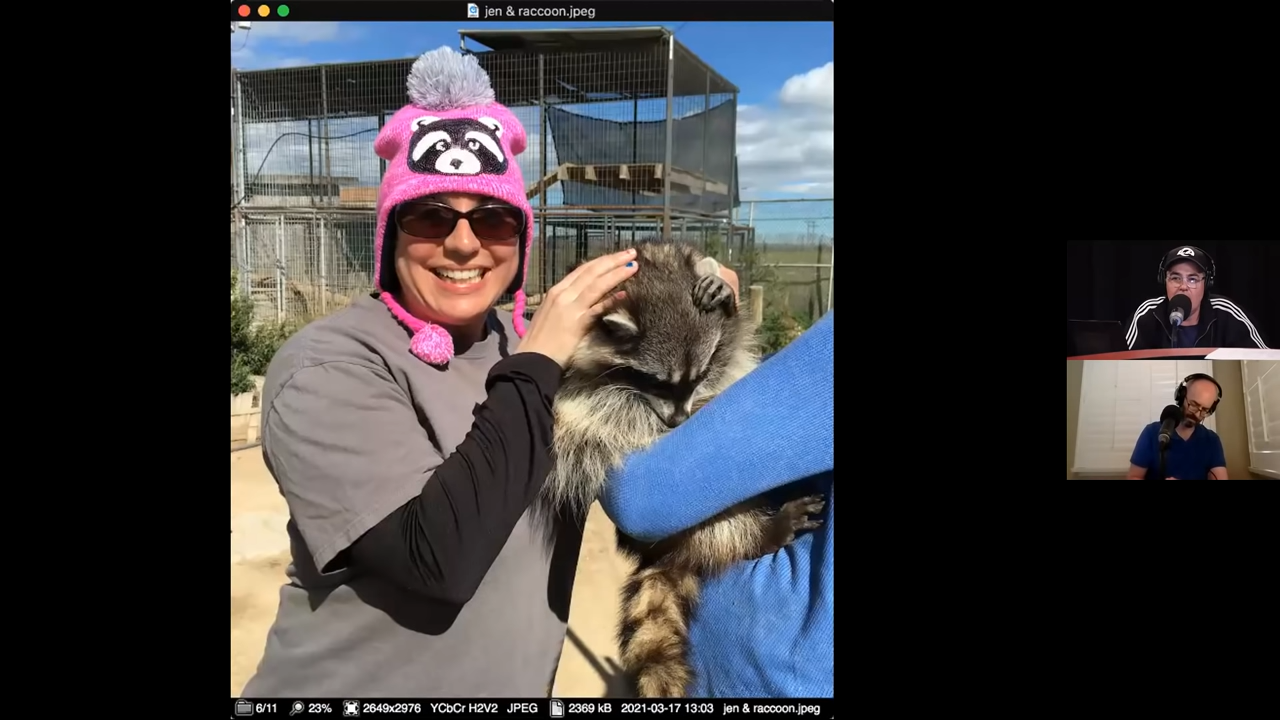 jen & raccoon.jpeg
6/11 23% 2649x2976 YCbCr H2V2 JPEG 2369 kB 2021-03-17 13:03 jen & raccoon.jpeg